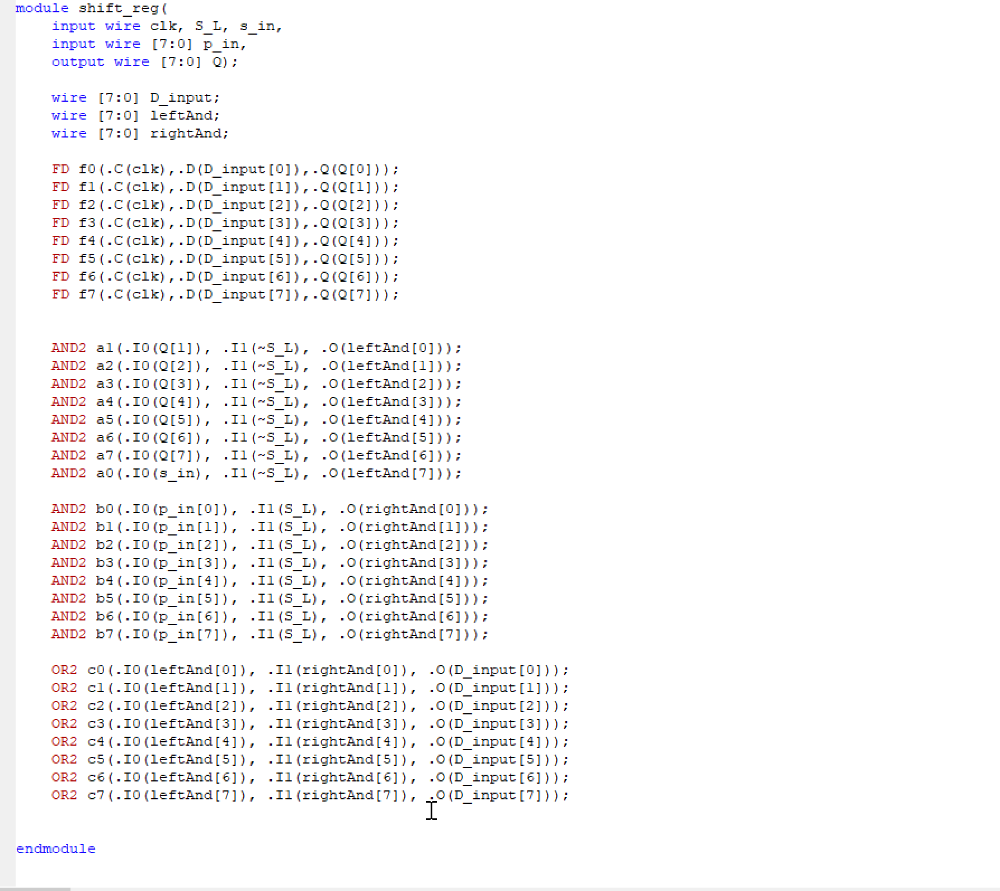 module shift_reg(
    input wire clk, S_L, s_in,
    input wire [7:0] p_in,
    output wire [7:0] Q);

    wire [7:0] D_input;
    wire [7:0] leftAnd;
    wire [7:0] rightAnd;

    FD f0(.C(clk),.D(D_input[0]),.Q(Q[0]));
    FD f1(.C(clk),.D(D_input[1]),.Q(Q[1]));
    FD f2(.C(clk),.D(D_input[2]),.Q(Q[2]));
    FD f3(.C(clk),.D(D_input[3]),.Q(Q[3]));
    FD f4(.C(clk),.D(D_input[4]),.Q(Q[4]));
    FD f5(.C(clk),.D(D_input[5]),.Q(Q[5]));
    FD f6(.C(clk),.D(D_input[6]),.Q(Q[6]));
    FD f7(.C(clk),.D(D_input[7]),.Q(Q[7]));

    AND2 a1(.I0(Q[1]), .I1(~S_L), .O(leftAnd[0]));
    AND2 a2(.I0(Q[2]), .I1(~S_L), .O(leftAnd[1]));
    AND2 a3(.I0(Q[3]), .I1(~S_L), .O(leftAnd[2]));
    AND2 a4(.I0(Q[4]), .I1(~S_L), .O(leftAnd[3]));
    AND2 a5(.I0(Q[5]), .I1(~S_L), .O(leftAnd[4]));
    AND2 a6(.I0(Q[6]), .I1(~S_L), .O(leftAnd[5]));
    AND2 a7(.I0(Q[7]), .I1(~S_L), .O(leftAnd[6]));
    AND2 a0(.I0(s_in), .I1(~S_L), .O(leftAnd[7]));

    AND2 b0(.I0(p_in[0]), .I1(S_L), .O(rightAnd[0]));
    AND2 b1(.I0(p_in[1]), .I1(S_L), .O(rightAnd[1]));
    AND2 b2(.I0(p_in[2]), .I1(S_L), .O(rightAnd[2]));
    AND2 b3(.I0(p_in[3]), .I1(S_L), .O(rightAnd[3]));
    AND2 b4(.I0(p_in[4]), .I1(S_L), .O(rightAnd[4]));
    AND2 b5(.I0(p_in[5]), .I1(S_L), .O(rightAnd[5]));
    AND2 b6(.I0(p_in[6]), .I1(S_L), .O(rightAnd[6]));
    AND2 b7(.I0(p_in[7]), .I1(S_L), .O(rightAnd[7]));

    OR2 c0(.I0(leftAnd[0]), .I1(rightAnd[0]), .O(D_input[0]));
    OR2 c1(.I0(leftAnd[1]), .I1(rightAnd[1]), .O(D_input[1]));
    OR2 c2(.I0(leftAnd[2]), .I1(rightAnd[2]), .O(D_input[2]));
    OR2 c3(.I0(leftAnd[3]), .I1(rightAnd[3]), .O(D_input[3]));
    OR2 c4(.I0(leftAnd[4]), .I1(rightAnd[4]), .O(D_input[4]));
    OR2 c5(.I0(leftAnd[5]), .I1(rightAnd[5]), .O(D_input[5]));
    OR2 c6(.I0(leftAnd[6]), .I1(rightAnd[6]), .O(D_input[6]));
    OR2 c7(.I0(leftAnd[7]), .I1(rightAnd[7]), .O(D_input[7]));

endmodule